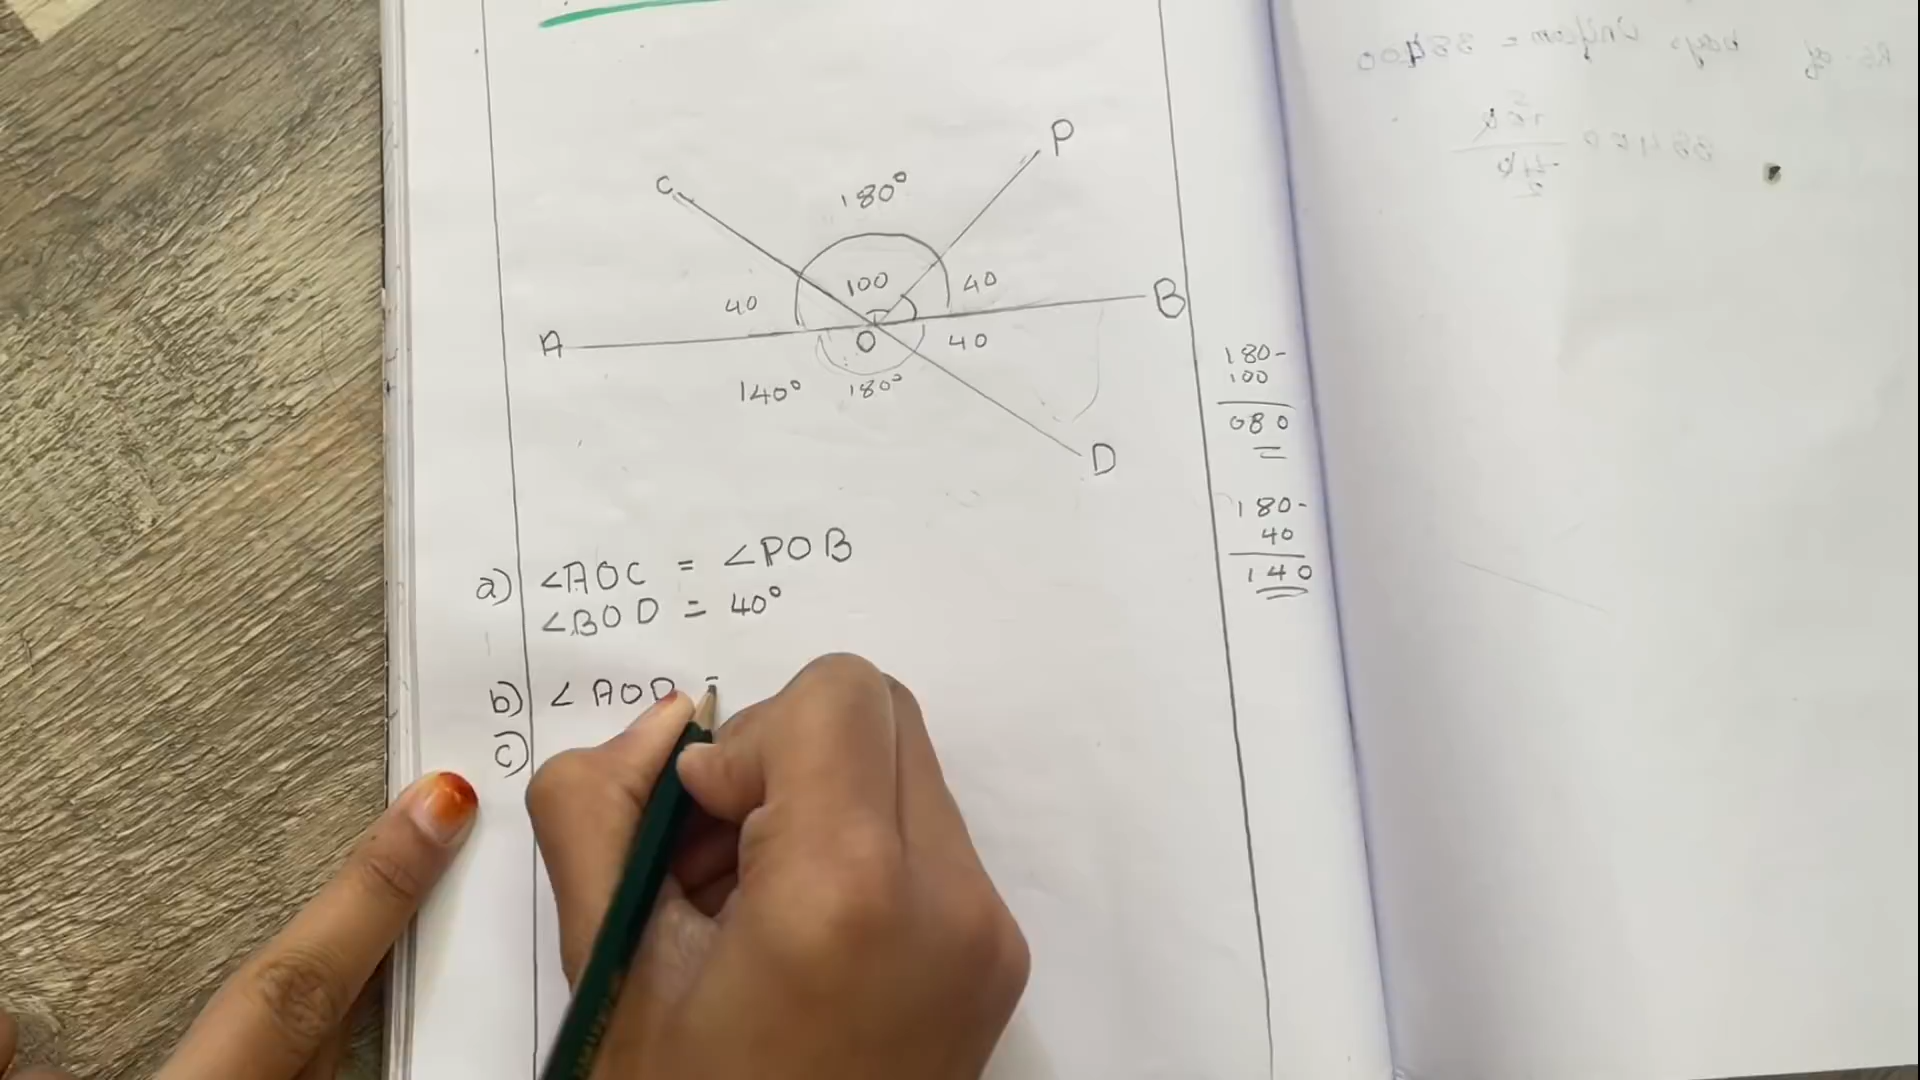 P
C
180°
100
40
40
B
A
O
40
140°
180°
D
180-
100
080
180-
40
140
a) ∠AOC = ∠POB
∠BOD = 40°
b) ∠AOD =
c)